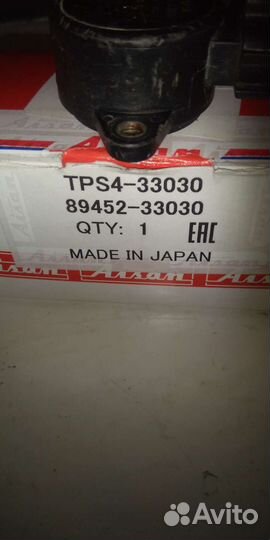 TPS4-33030
89452-33030
QTY: 1 EAC
MADE IN JAPAN
Avito